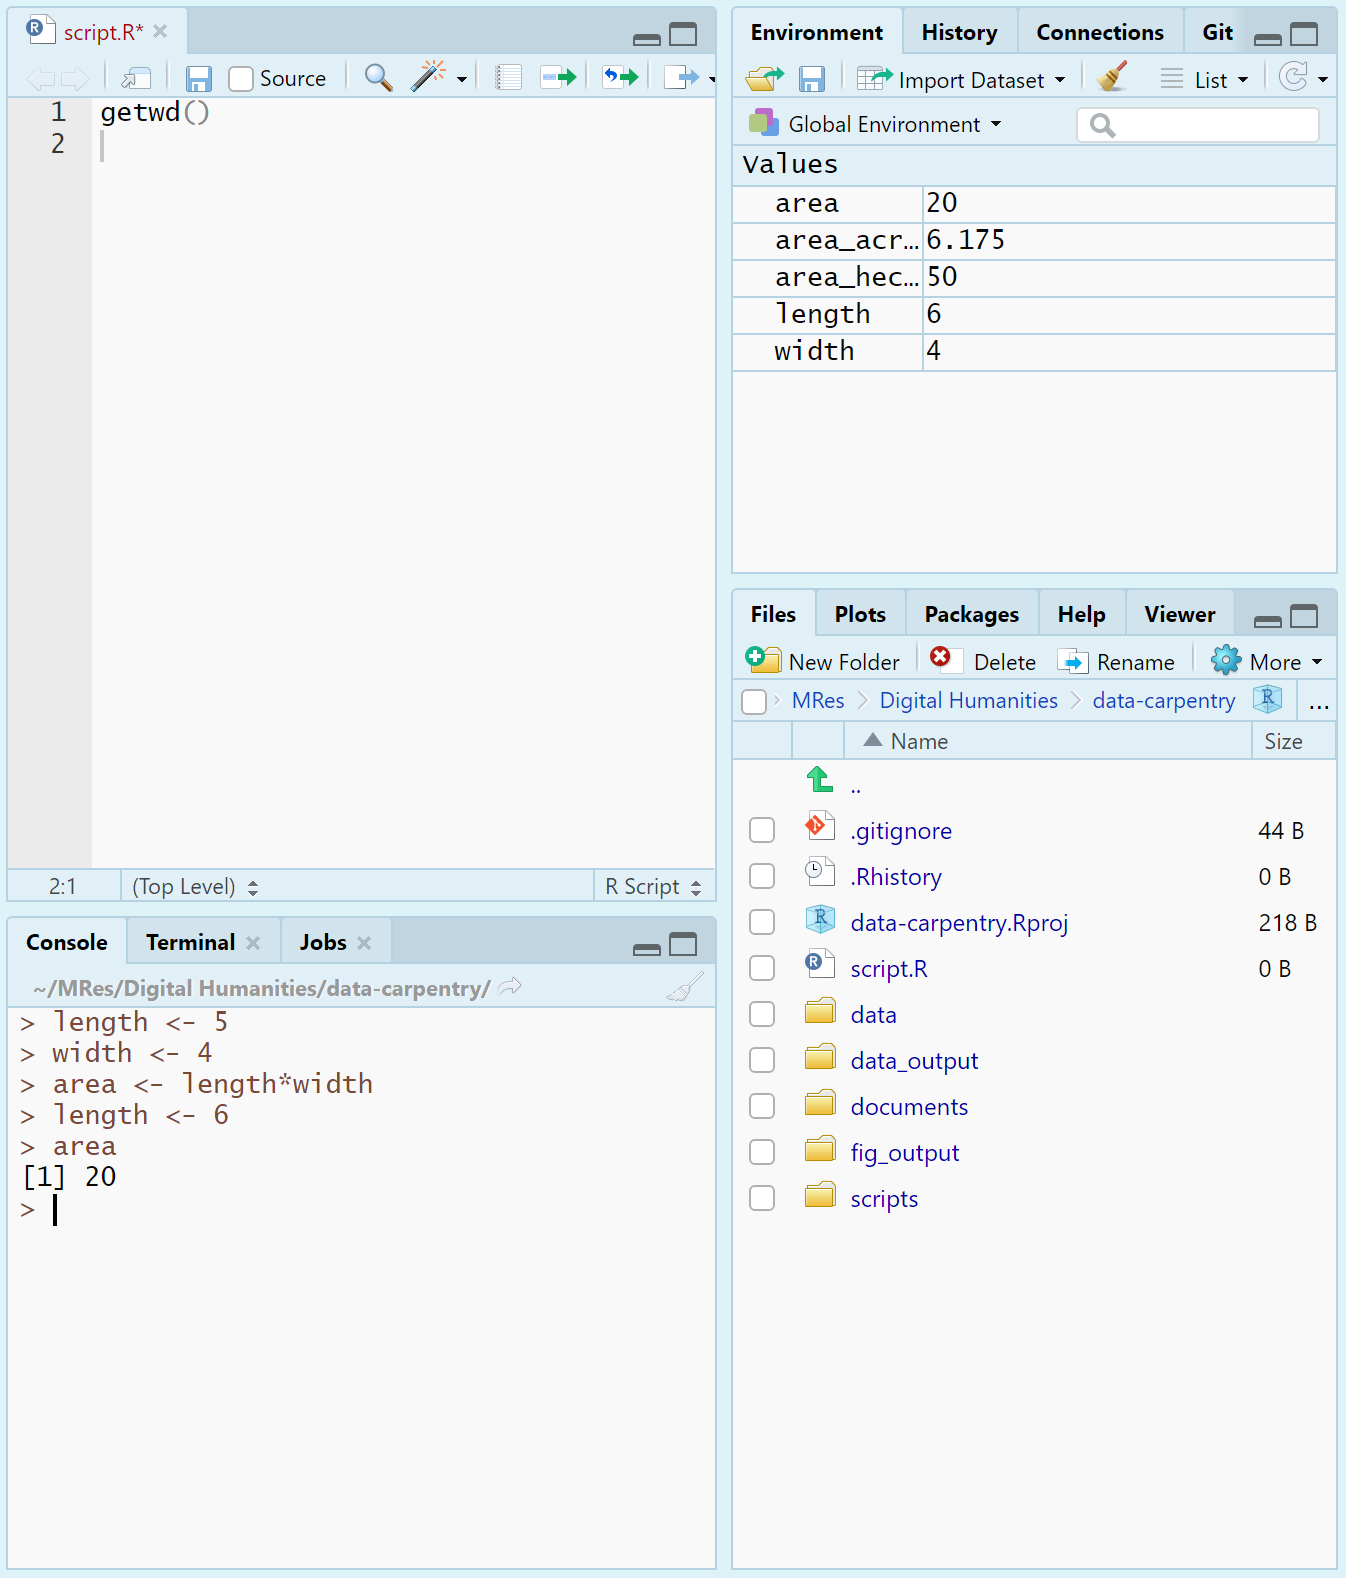 script.R*
Source
1 getwd()
2
2:1 (Top Level) R Script
Console Terminal Jobs
~/MRes/Digital Humanities/data-carpentry/
> length <- 5
> width <- 4
> area <- length*width
> length <- 6
> area
[1] 20
>
Environment History Connections Git
Import Dataset List
Global Environment
Values
area 20
area_acr… 6.175
area_hec… 50
length 6
width 4
Files Plots Packages Help Viewer
New Folder Delete Rename More
MRes Digital Humanities data-carpentry R ...
Name Size
..
.gitignore 44 B
.Rhistory 0 B
data-carpentry.Rproj 218 B
script.R 0 B
data
data_output
documents
fig_output
scripts